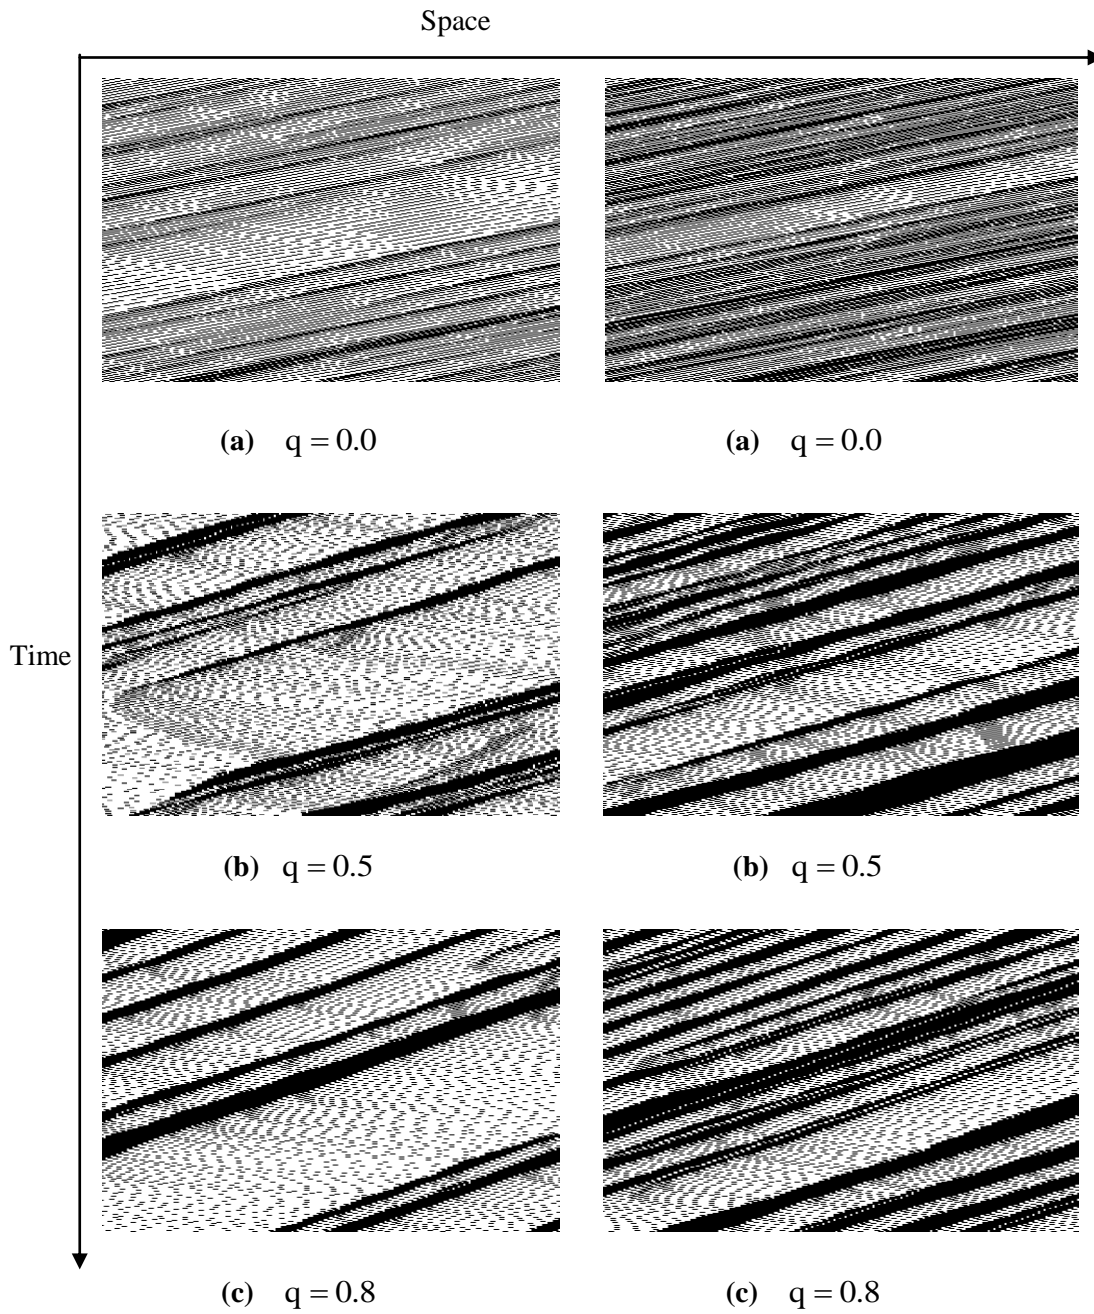 Space
(a) q = 0.0
(a) q = 0.0
(b) q = 0.5
(b) q = 0.5
Time
(c) q = 0.8
(c) q = 0.8